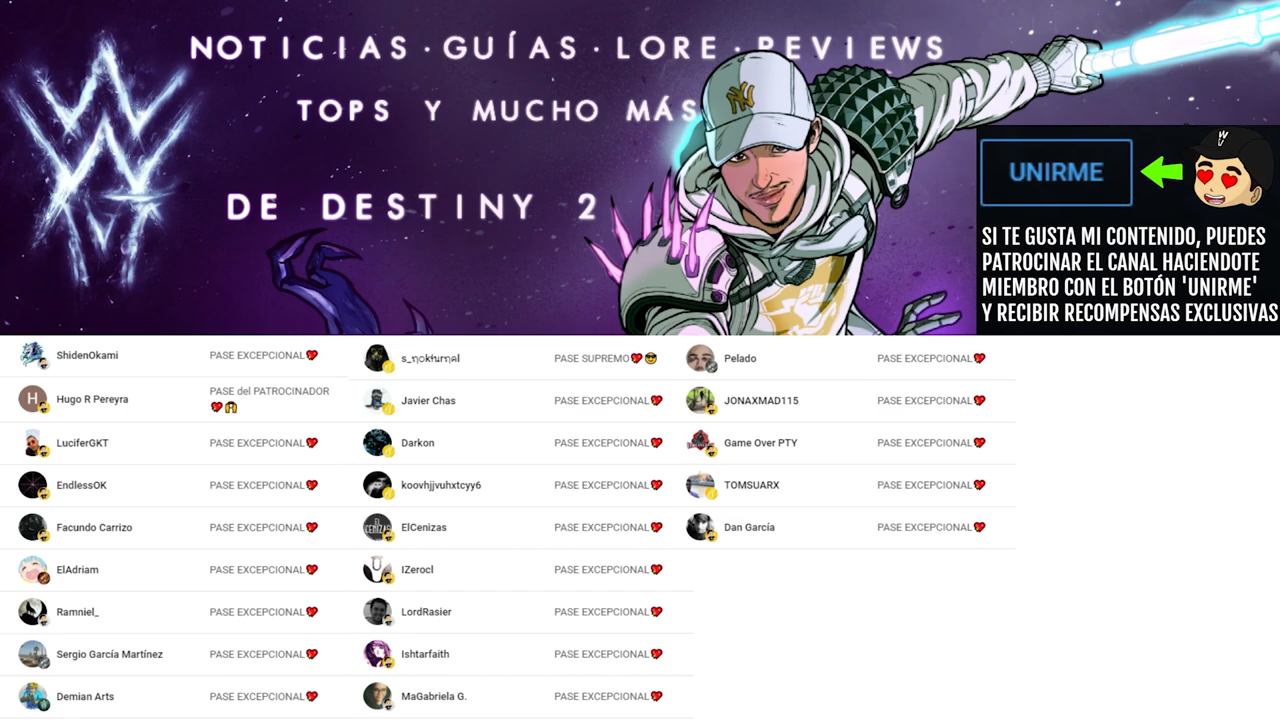 NOTICIAS · GUÍAS · LORE · REVIEWS
TOPS Y MUCHO MÁS
DE DESTINY 2
UNIRME
SI TE GUSTA MI CONTENIDO, PUEDES
PATROCINAR EL CANAL HACIENDOTE
MIEMBRO CON EL BOTÓN 'UNIRME'
Y RECIBIR RECOMPENSAS EXCLUSIVAS
ShidenOkami PASE EXCEPCIONAL
H Hugo R Pereyra PASE del PATROCINADOR
LuciferGKT PASE EXCEPCIONAL
EndlessOK PASE EXCEPCIONAL
Facundo Carrizo PASE EXCEPCIONAL
ElAdriam PASE EXCEPCIONAL
Ramniel_ PASE EXCEPCIONAL
Sergio García Martínez PASE EXCEPCIONAL
Demian Arts PASE EXCEPCIONAL
s_ղօƙեմɾղɑl PASE SUPREMO
Javier Chas PASE EXCEPCIONAL
Darkon PASE EXCEPCIONAL
koovhjjvuhxtcyy6 PASE EXCEPCIONAL
EL CENIZAS ElCenizas PASE EXCEPCIONAL
IZerocl PASE EXCEPCIONAL
LordRasier PASE EXCEPCIONAL
Ishtarfaith PASE EXCEPCIONAL
MaGabriela G. PASE EXCEPCIONAL
Pelado PASE EXCEPCIONAL
JONAXMAD115 PASE EXCEPCIONAL
Game Over PTY PASE EXCEPCIONAL
TOMSUARX PASE EXCEPCIONAL
Dan García PASE EXCEPCIONAL